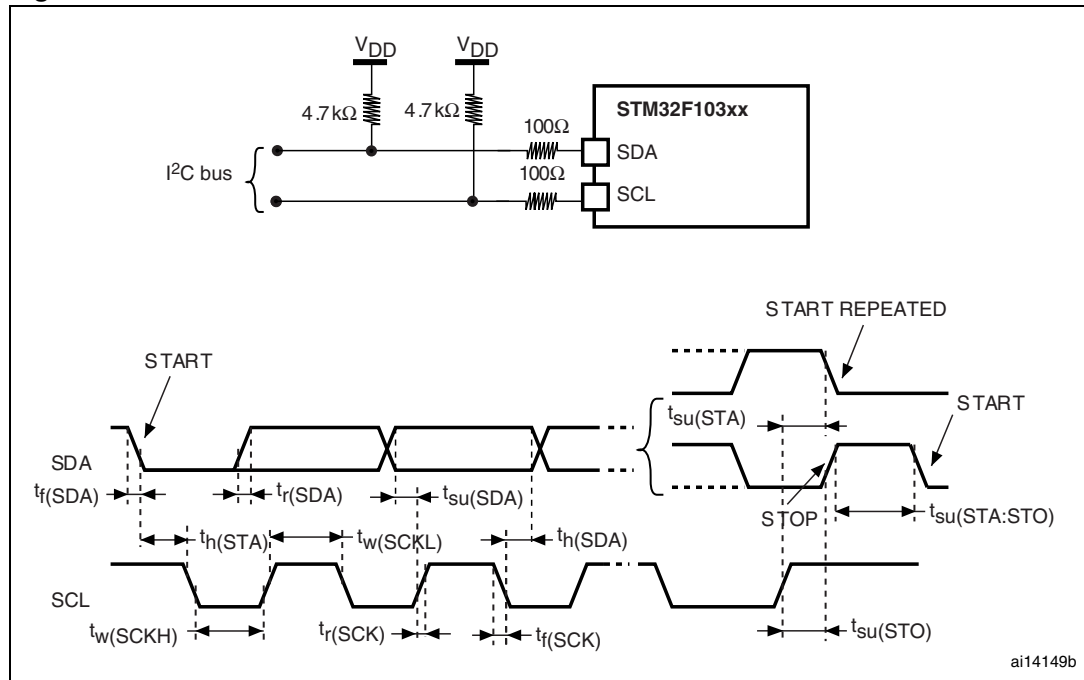 VDD VDD
4.7kΩ 4.7kΩ
STM32F103xx
100Ω
SDA
I²C bus
100Ω
SCL
START REPEATED
START
START
tsu(STA)
SDA
tf(SDA)
tr(SDA)
tsu(SDA)
STOP
tsu(STA:STO)
th(STA)
tw(SCKL)
th(SDA)
SCL
tw(SCKH)
tr(SCK)
tf(SCK)
tsu(STO)
ai14149b